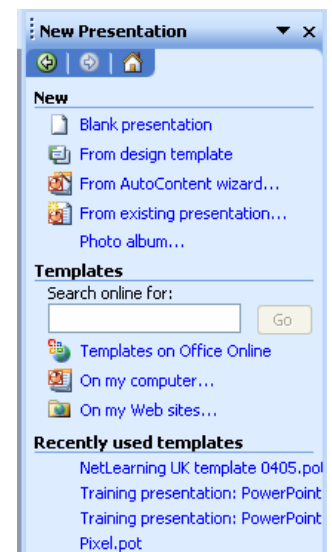 New Presentation
New
Blank presentation
From design template
From AutoContent wizard...
From existing presentation...
Photo album...
Templates
Search online for:
Go
Templates on Office Online
On my computer...
On my Web sites...
Recently used templates
NetLearning UK template 0405.pot
Training presentation: PowerPoint
Training presentation: PowerPoint
Pixel.pot